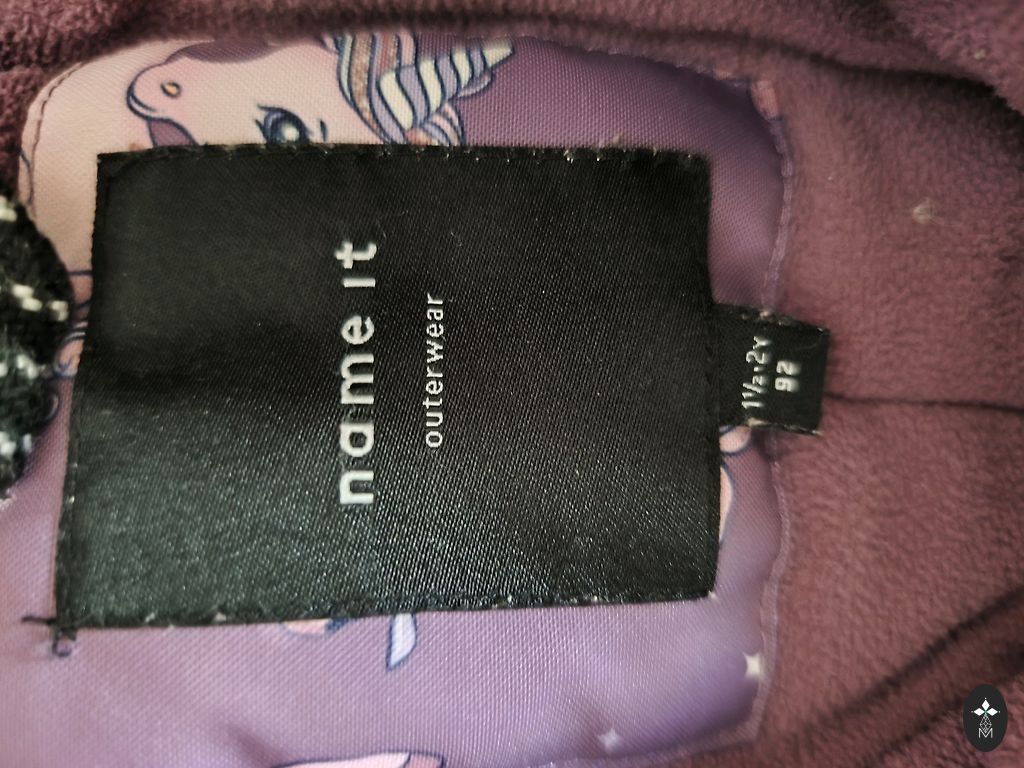 name it
outerwear
1½-2Y
92